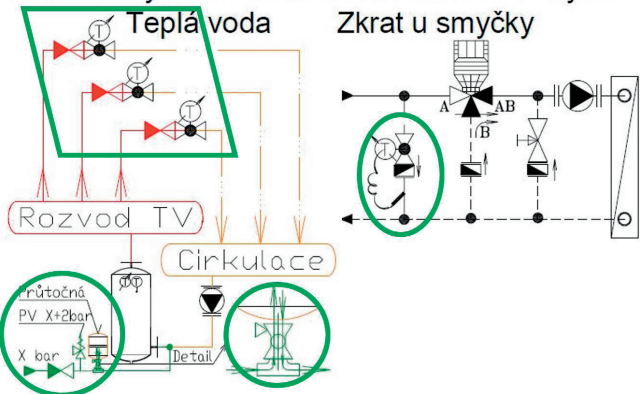 Teplá voda
Zkrat u smyčky
T
T
T
A
AB
B
T
Rozvod TV
Cirkulace
Průtočná
PV X+2bar
X bar
Detail